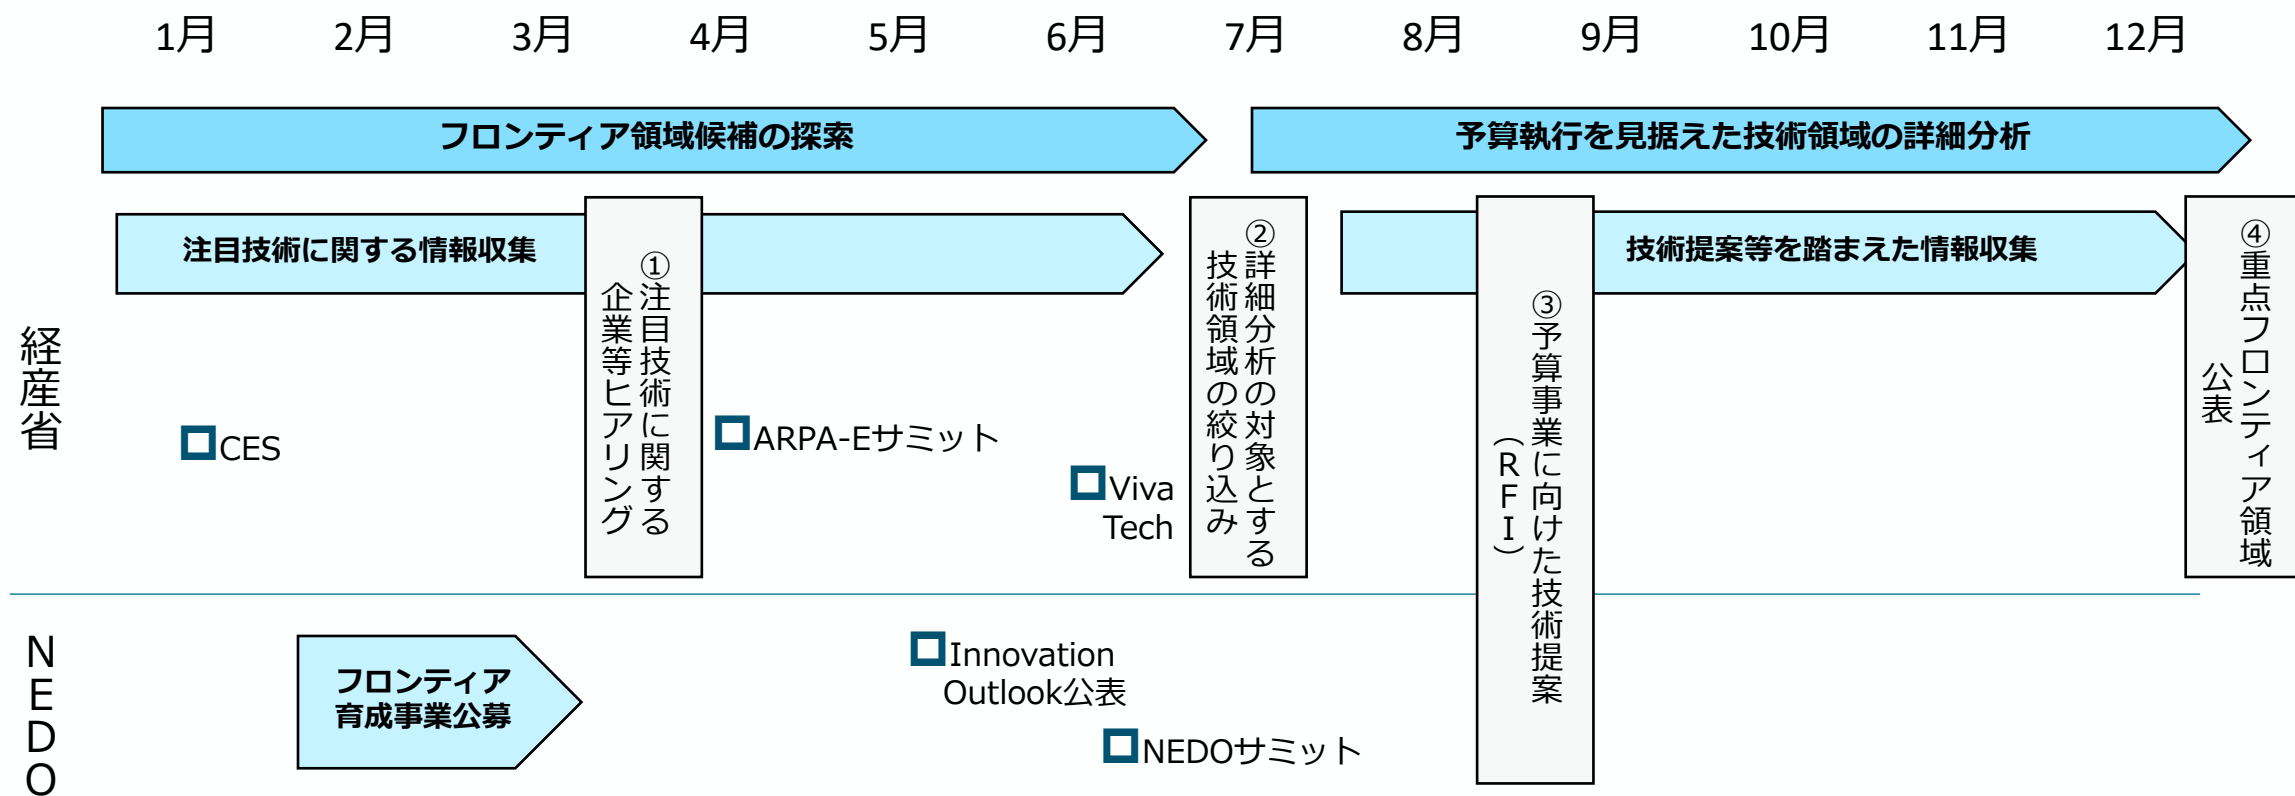 1月 2月 3月 4月 5月 6月 7月 8月 9月 10月 11月 12月
フロンティア領域候補の探索
予算執行を見据えた技術領域の詳細分析
経産省
注目技術に関する情報収集
①注目技術に関する
企業等ヒアリング
②詳細分析の対象とする
技術領域の絞り込み
技術提案等を踏まえた情報収集
③予算事業に向けた技術提案
（RFI）
④重点フロンティア領域
公表
CES
ARPA-Eサミット
Viva
Tech
NEDO
フロンティア
育成事業公募
Innovation
Outlook公表
NEDOサミット